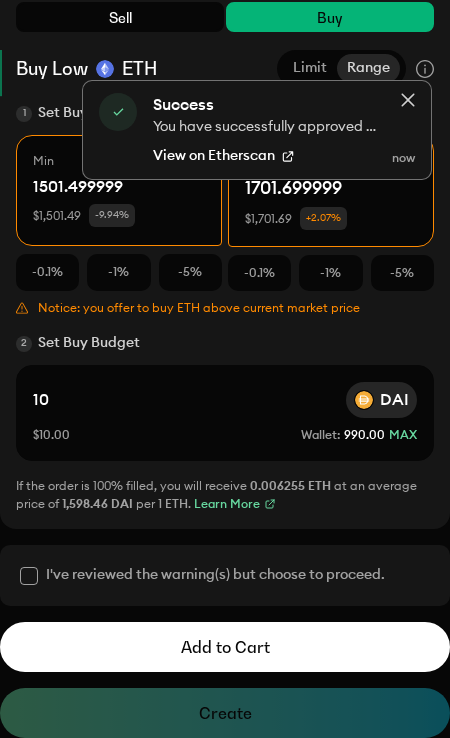 Sell
Buy
Buy Low ETH
Limit
Range
1 Set Buy
Success
You have successfully approved ...
View on Etherscan
now
Min
1501.499999
$1,501.49 -9.94%
1701.699999
$1,701.69 +2.07%
-0.1% -1% -5% -0.1% -1% -5%
Notice: you offer to buy ETH above current market price
2 Set Buy Budget
10 DAI
$10.00 Wallet: 990.00 MAX
If the order is 100% filled, you will receive 0.006255 ETH at an average
price of 1,598.46 DAI per 1 ETH. Learn More
I've reviewed the warning(s) but choose to proceed.
Add to Cart
Create